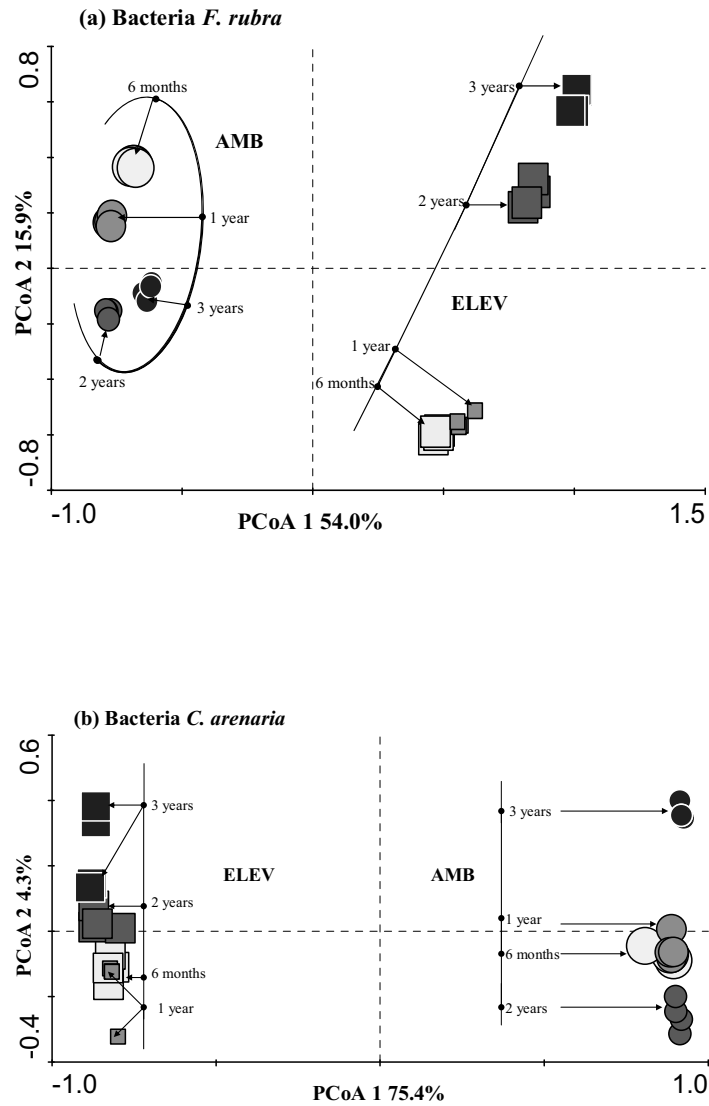 (a) Bacteria F. rubra
0.8
6 months
3 years
AMB
1 year
2 years
PCoA 2 15.9%
ELEV
3 years
1 year
2 years
6 months
-0.8
-1.0
PCoA 1 54.0%
1.5
(b) Bacteria C. arenaria
0.6
3 years
3 years
ELEV
AMB
PCoA 2 4.3%
2 years
1 year
6 months
6 months
1 year
2 years
-0.4
-1.0
PCoA 1 75.4%
1.0